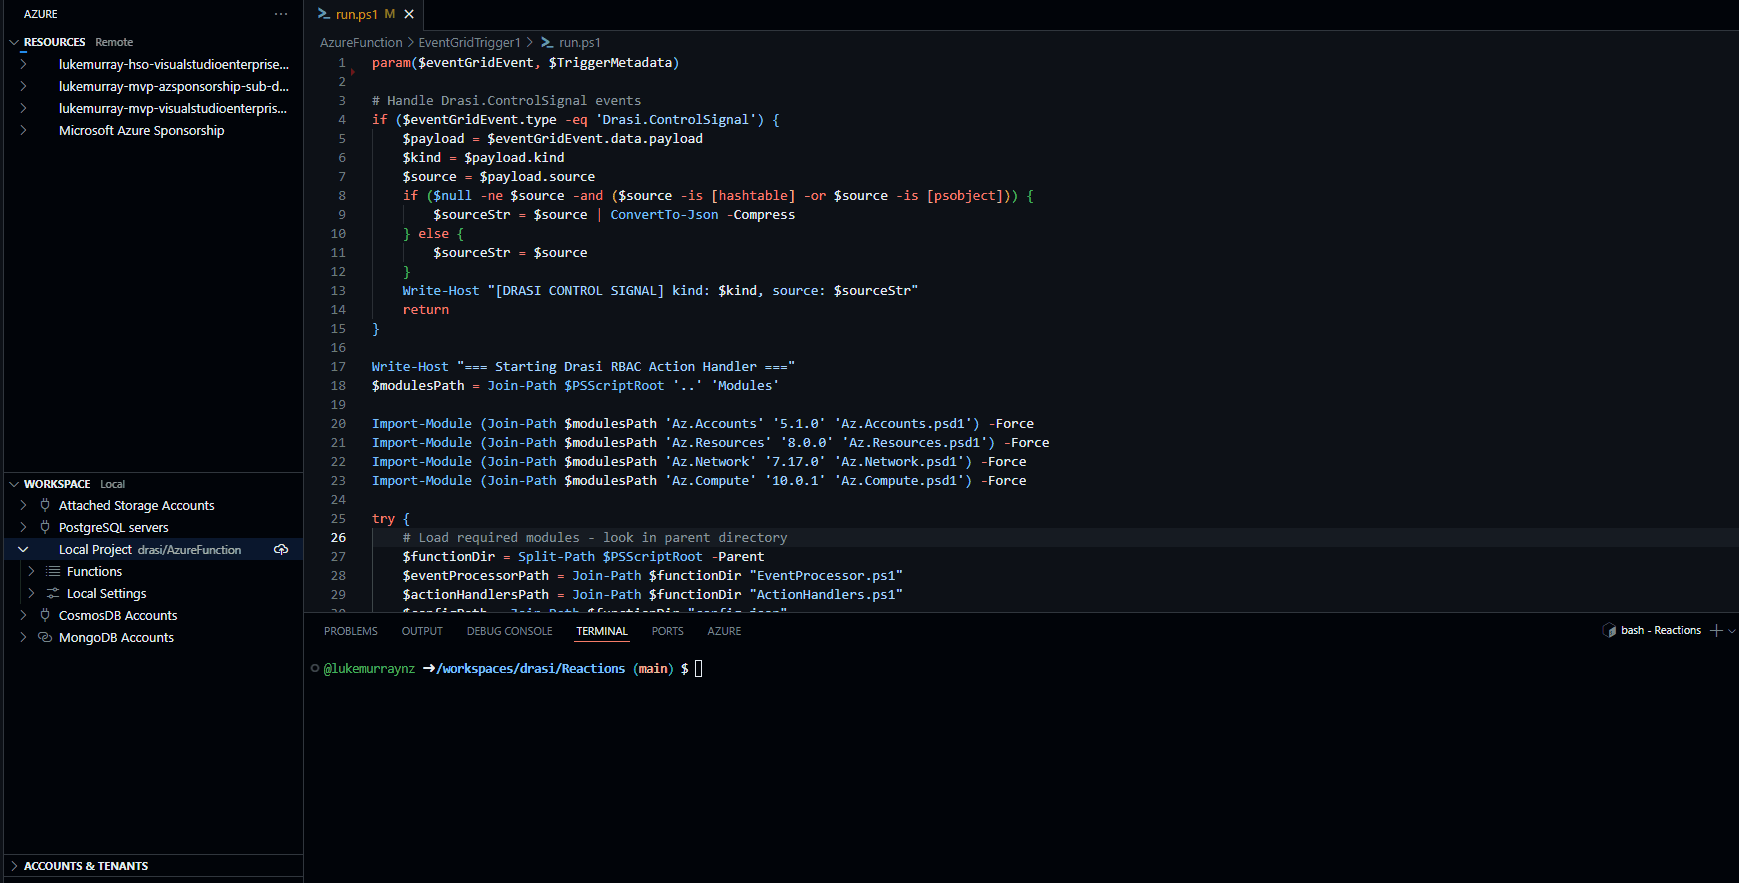 AZURE
RESOURCES Remote
lukemurray-hso-visualstudioenterprise...
lukemurray-mvp-azsponsorship-sub-d...
lukemurray-mvp-visualstudioenterpris...
Microsoft Azure Sponsorship
WORKSPACE Local
Attached Storage Accounts
PostgreSQL servers
Local Project drasi/AzureFunction
Functions
Local Settings
CosmosDB Accounts
MongoDB Accounts
ACCOUNTS & TENANTS
run.ps1 M
AzureFunction > EventGridTrigger1 > run.ps1
1 param($eventGridEvent, $TriggerMetadata)
2
3 # Handle Drasi.ControlSignal events
4 if ($eventGridEvent.type -eq 'Drasi.ControlSignal') {
5     $payload = $eventGridEvent.data.payload
6     $kind = $payload.kind
7     $source = $payload.source
8     if ($null -ne $source -and ($source -is [hashtable] -or $source -is [psobject])) {
9         $sourceStr = $source | ConvertTo-Json -Compress
10     } else {
11         $sourceStr = $source
12     }
13     Write-Host "[DRASI CONTROL SIGNAL] kind: $kind, source: $sourceStr"
14     return
15 }
16
17 Write-Host "=== Starting Drasi RBAC Action Handler ==="
18 $modulesPath = Join-Path $PSScriptRoot '..' 'Modules'
19
20 Import-Module (Join-Path $modulesPath 'Az.Accounts' '5.1.0' 'Az.Accounts.psd1') -Force
21 Import-Module (Join-Path $modulesPath 'Az.Resources' '8.0.0' 'Az.Resources.psd1') -Force
22 Import-Module (Join-Path $modulesPath 'Az.Network' '7.17.0' 'Az.Network.psd1') -Force
23 Import-Module (Join-Path $modulesPath 'Az.Compute' '10.0.1' 'Az.Compute.psd1') -Force
24
25 try {
26     # Load required modules - look in parent directory
27     $functionDir = Split-Path $PSScriptRoot -Parent
28     $eventProcessorPath = Join-Path $functionDir "EventProcessor.ps1"
29     $actionHandlersPath = Join-Path $functionDir "ActionHandlers.ps1"
30     $configPath = Join-Path $functionDir "config.json"
PROBLEMS OUTPUT DEBUG CONSOLE TERMINAL PORTS AZURE
bash - Reactions
@lukemurraynz ➜/workspaces/drasi/Reactions (main) $